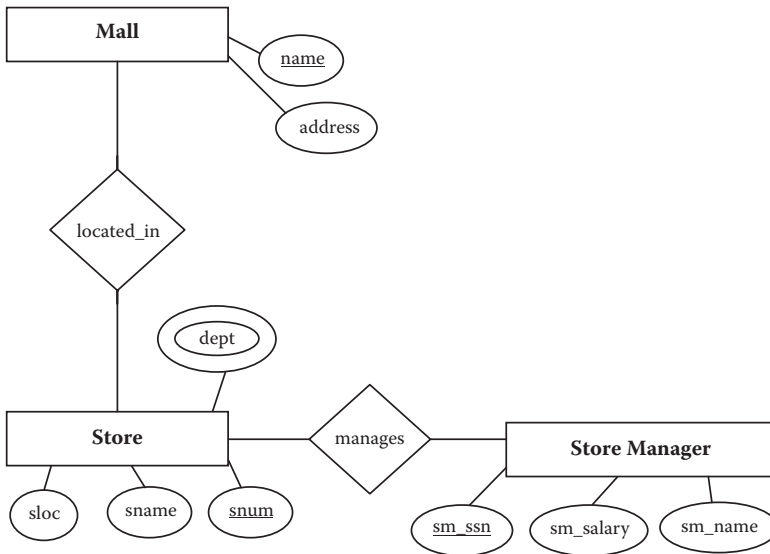 Mall
name
address
located_in
dept
Store
manages
Store Manager
sloc
sname
snum
sm_ssn
sm_salary
sm_name